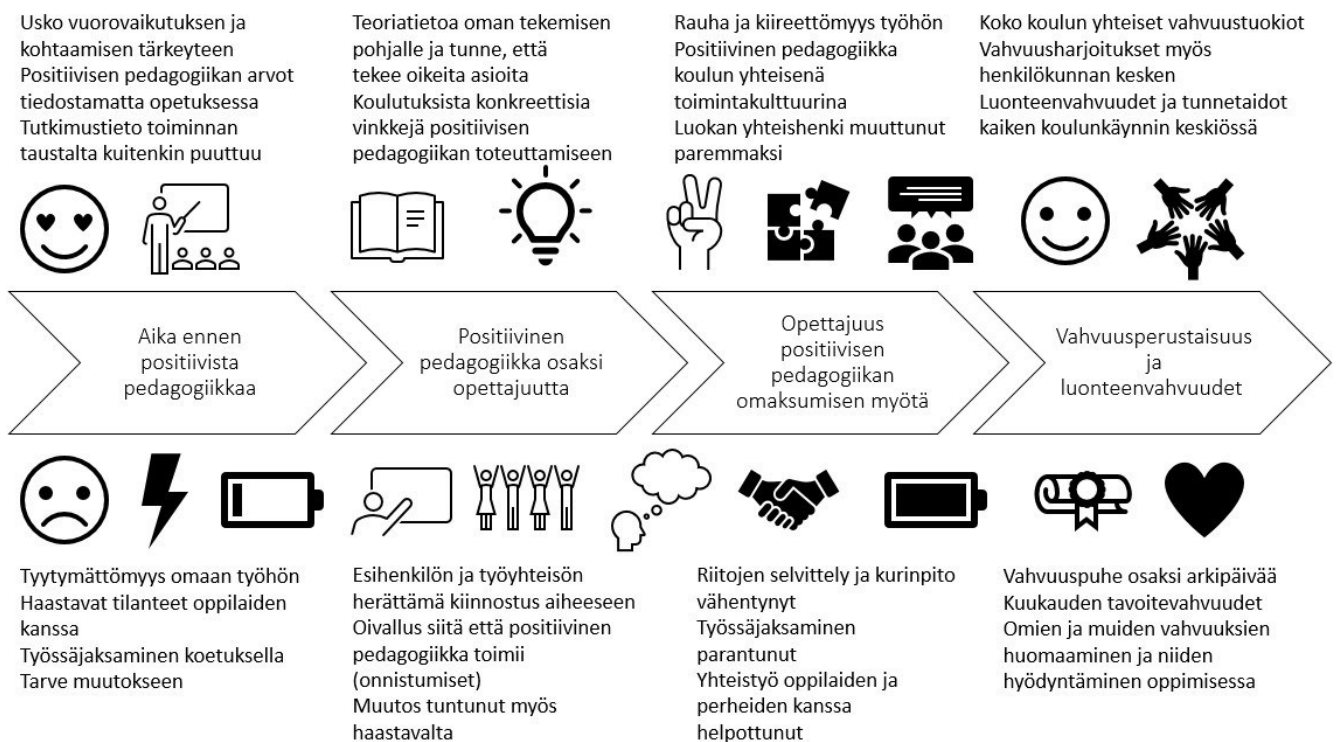 Usko vuorovaikutuksen ja
kohtaamisen tärkeyteen
Positiivisen pedagogiikan arvot
tiedostamatta opetuksessa
Tutkimustieto toiminnan
taustalta kuitenkin puuttuu
Teoriatietoa oman tekemisen
pohjalle ja tunne, että
tekee oikeita asioita
Koulutuksista konkreettisia
vinkkejä positiivisen
pedagogiikan toteuttamiseen
Rauha ja kiireettömyys työhön
Positiivinen pedagogiikka
koulun yhteisenä
toimintakulttuurina
Luokan yhteishenki muuttunut
paremmaksi
Koko koulun yhteiset vahvuustuokiot
Vahvuusharjoitukset myös
henkilökunnan kesken
Luonteenvahvuudet ja tunnetaidot
kaiken koulunkäynnin keskiössä
Aika ennen
positiivista
pedagogiikkaa
Positiivinen
pedagogiikka osaksi
opettajuutta
Opettajuus
positiivisen
pedagogiikan
omaksumisen myötä
Vahvuusperustaisuus
ja
luonteenvahvuudet
Tyytymättömyys omaan työhön
Haastavat tilanteet oppilaiden
kanssa
Työssäjaksaminen koetuksella
Tarve muutokseen
Esihenkilön ja työyhteisön
herättämä kiinnostus aiheeseen
Oivallus siitä että positiivinen
pedagogiikka toimii
(onnistumiset)
Muutos tuntunut myös
haastavalta
Riitojen selvittely ja kurinpito
vähentynyt
Työssäjaksaminen
parantunut
Yhteistyö oppilaiden ja
perheiden kanssa
helpottunut
Vahvuuspuhe osaksi arkipäivää
Kuukauden tavoitevahvuudet
Omien ja muiden vahvuuksien
huomaaminen ja niiden
hyödyntäminen oppimisessa